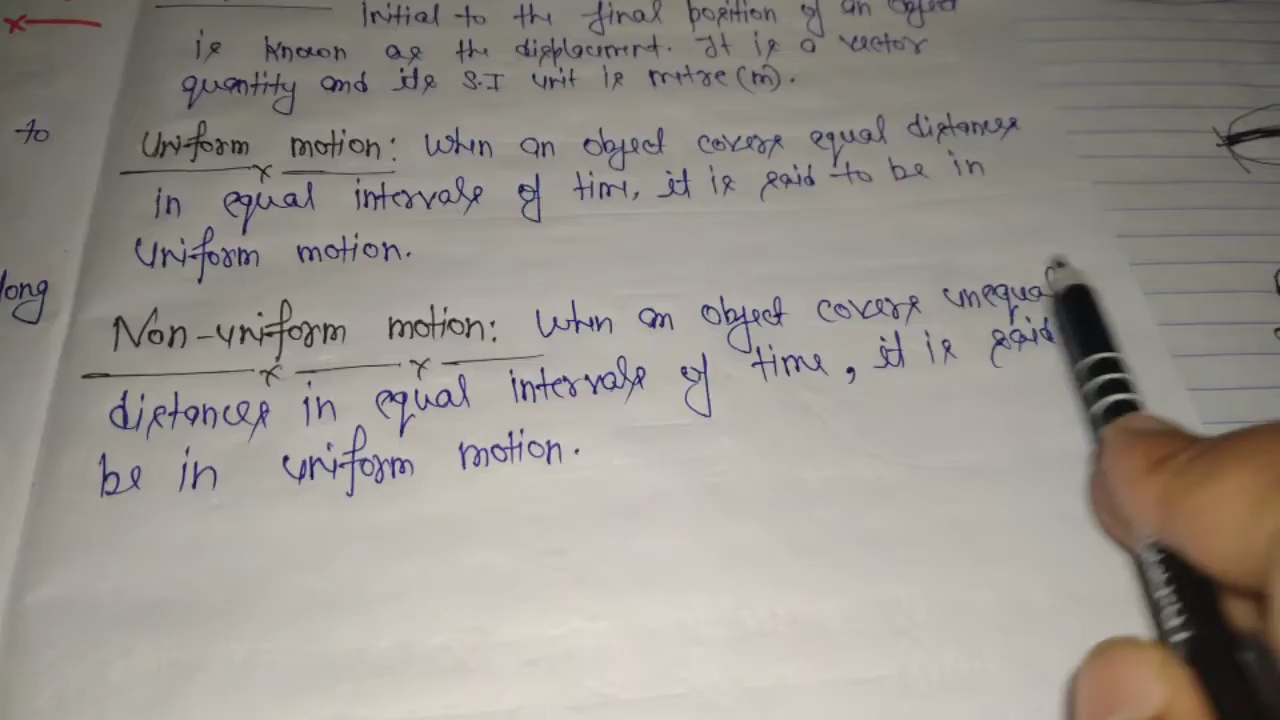 Initial to the final position of an object
is known as the displacement. It is a vector
quantity and its S.I unit is metre (m).
to
Uniform motion: When an object covers equal distances
in equal intervals of time, it is said to be in
Uniform motion.
long
Non-uniform motion: When an object covers unequal
distances in equal intervals of time, it is said
be in uniform motion.